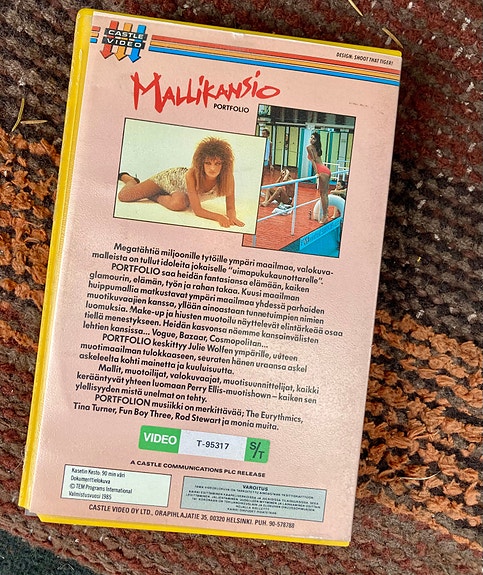 CASTLE
VIDEO
DESIGN: SHOOT THAT TIGER!
MALLIKANSIO
PORTFOLIO
Megatähtiä miljoonille tytöille ympäri maailmaa, valokuva-
malleista on tullut idoleita jokaiselle "uimapukukaunottarelle".
PORTFOLIO saa heidän fantasiansa elämään, kaiken
glamourin, elämän, työn ja rahan takaa. Kuusi maailman
huippumallia matkustavat ympäri maailmaa yhdessä parhaiden
muotikuvaajien kanssa, yllään ainoastaan tunnetuimpien nimien
luomuksia. Make-up ja hiusten muotoilu näyttelevät elintärkeää osaa
tiellä menestykseen. Heidän kasvonsa näemme kansainvälisten
lehtien kansissa... Vogue, Bazaar, Cosmopolitan...
PORTFOLIO keskittyy Julie Wolfen ympärille, uuteen
muotimaailman tulokkaaseen, seuraten hänen uraansa askel
askeleelta kohti mainetta ja kuuluisuutta.
Mallit, muotoilijat, valokuvaajat, muotisuunnittelijat, kaikki
kerääntyvät yhteen luomaan Perry Ellis-muotishown – kaiken sen
ylellisyyden mistä unelmat on tehty.
PORTFOLION musiikki on merkittävää; The Eurythmics,
Tina Turner, Fun Boy Three, Rod Stewart ja monia muita.
VIDEO T-95317 S/T
A CASTLE COMMUNICATIONS PLC RELEASE
Kasetin Kesto. 90 min väri
Dokumenttielokuva
© TEM Programs International
Valmistusvuosi 1985
VAROITUS
CASTLE VIDEO OY LTD., ORAPIHLAJATIE 35, 00320 HELSINKI. PUH. 90-578788